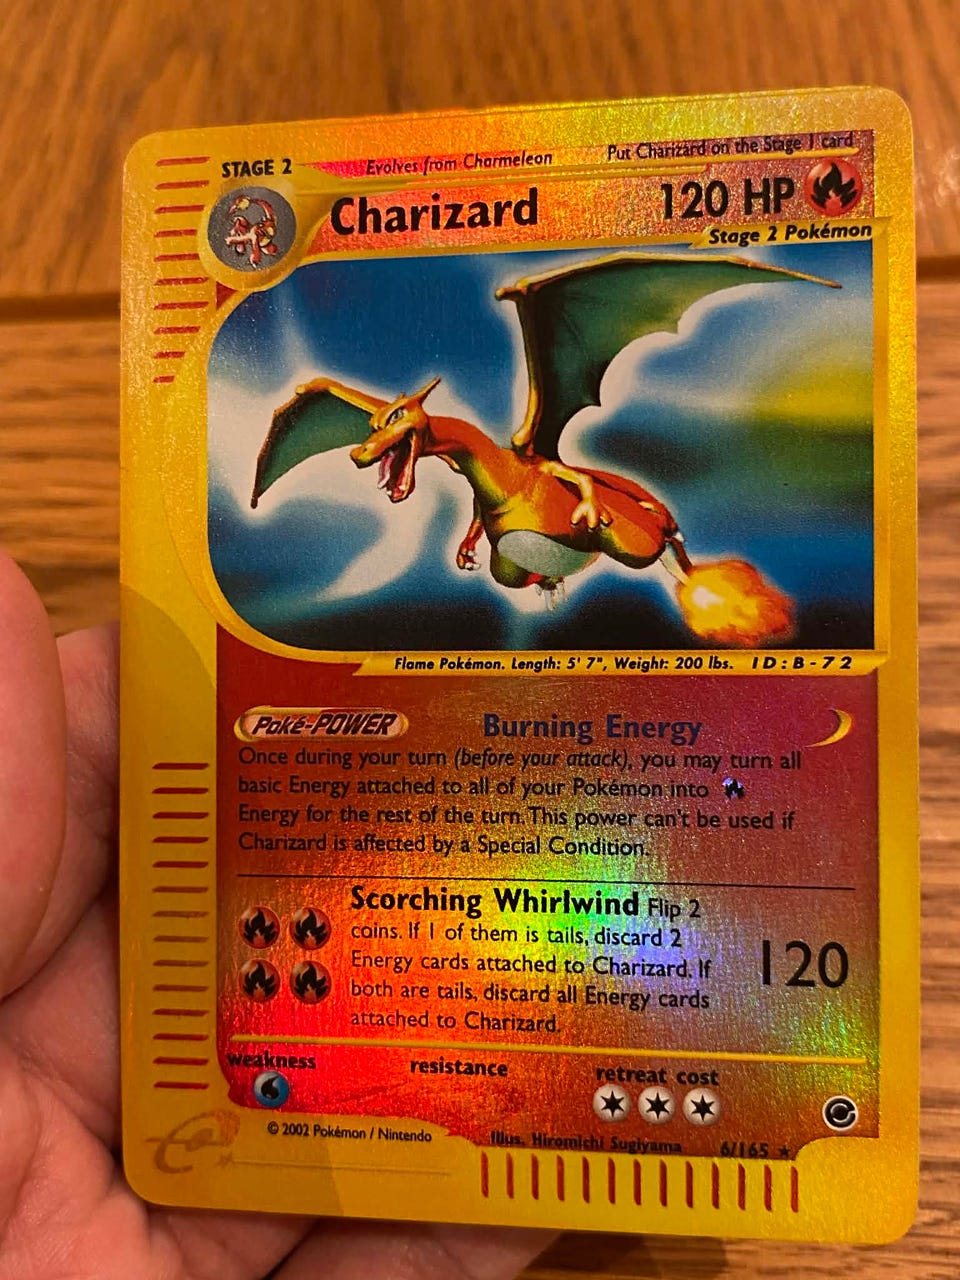 STAGE 2 Evolves from Charmeleon Put Charizard on the Stage 1 card
Charizard 120 HP
Stage 2 Pokémon
Flame Pokémon. Length: 5' 7", Weight: 200 lbs. ID:B-72
Poké-POWER Burning Energy
Once during your turn (before your attack), you may turn all
basic Energy attached to all of your Pokémon into
Energy for the rest of the turn. This power can't be used if
Charizard is affected by a Special Condition.
Scorching Whirlwind Flip 2
coins. If 1 of them is tails, discard 2
Energy cards attached to Charizard. If
both are tails, discard all Energy cards
attached to Charizard.
120
weakness resistance retreat cost
© 2002 Pokémon / Nintendo Illus. Hiromichi Sugiyama 6/165 ★
e